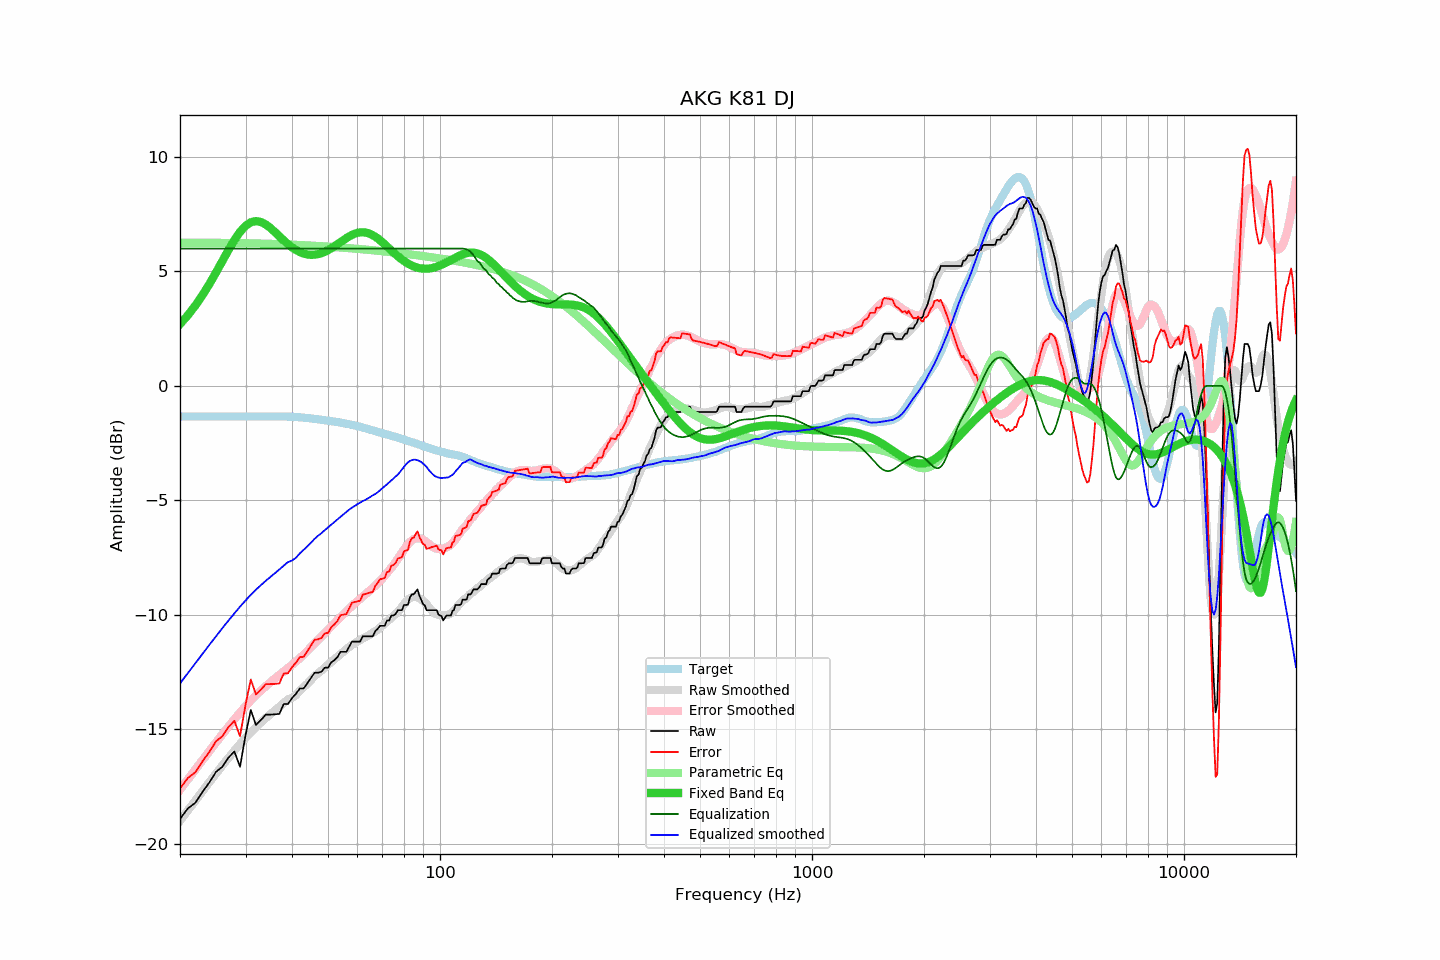 AKG K81 DJ
Amplitude (dBr)
10
5
0
−5
−10
−15
−20
Target
Raw Smoothed
Error Smoothed
Raw
Error
Parametric Eq
Fixed Band Eq
Equalization
Equalized smoothed
100
1000
10000
Frequency (Hz)